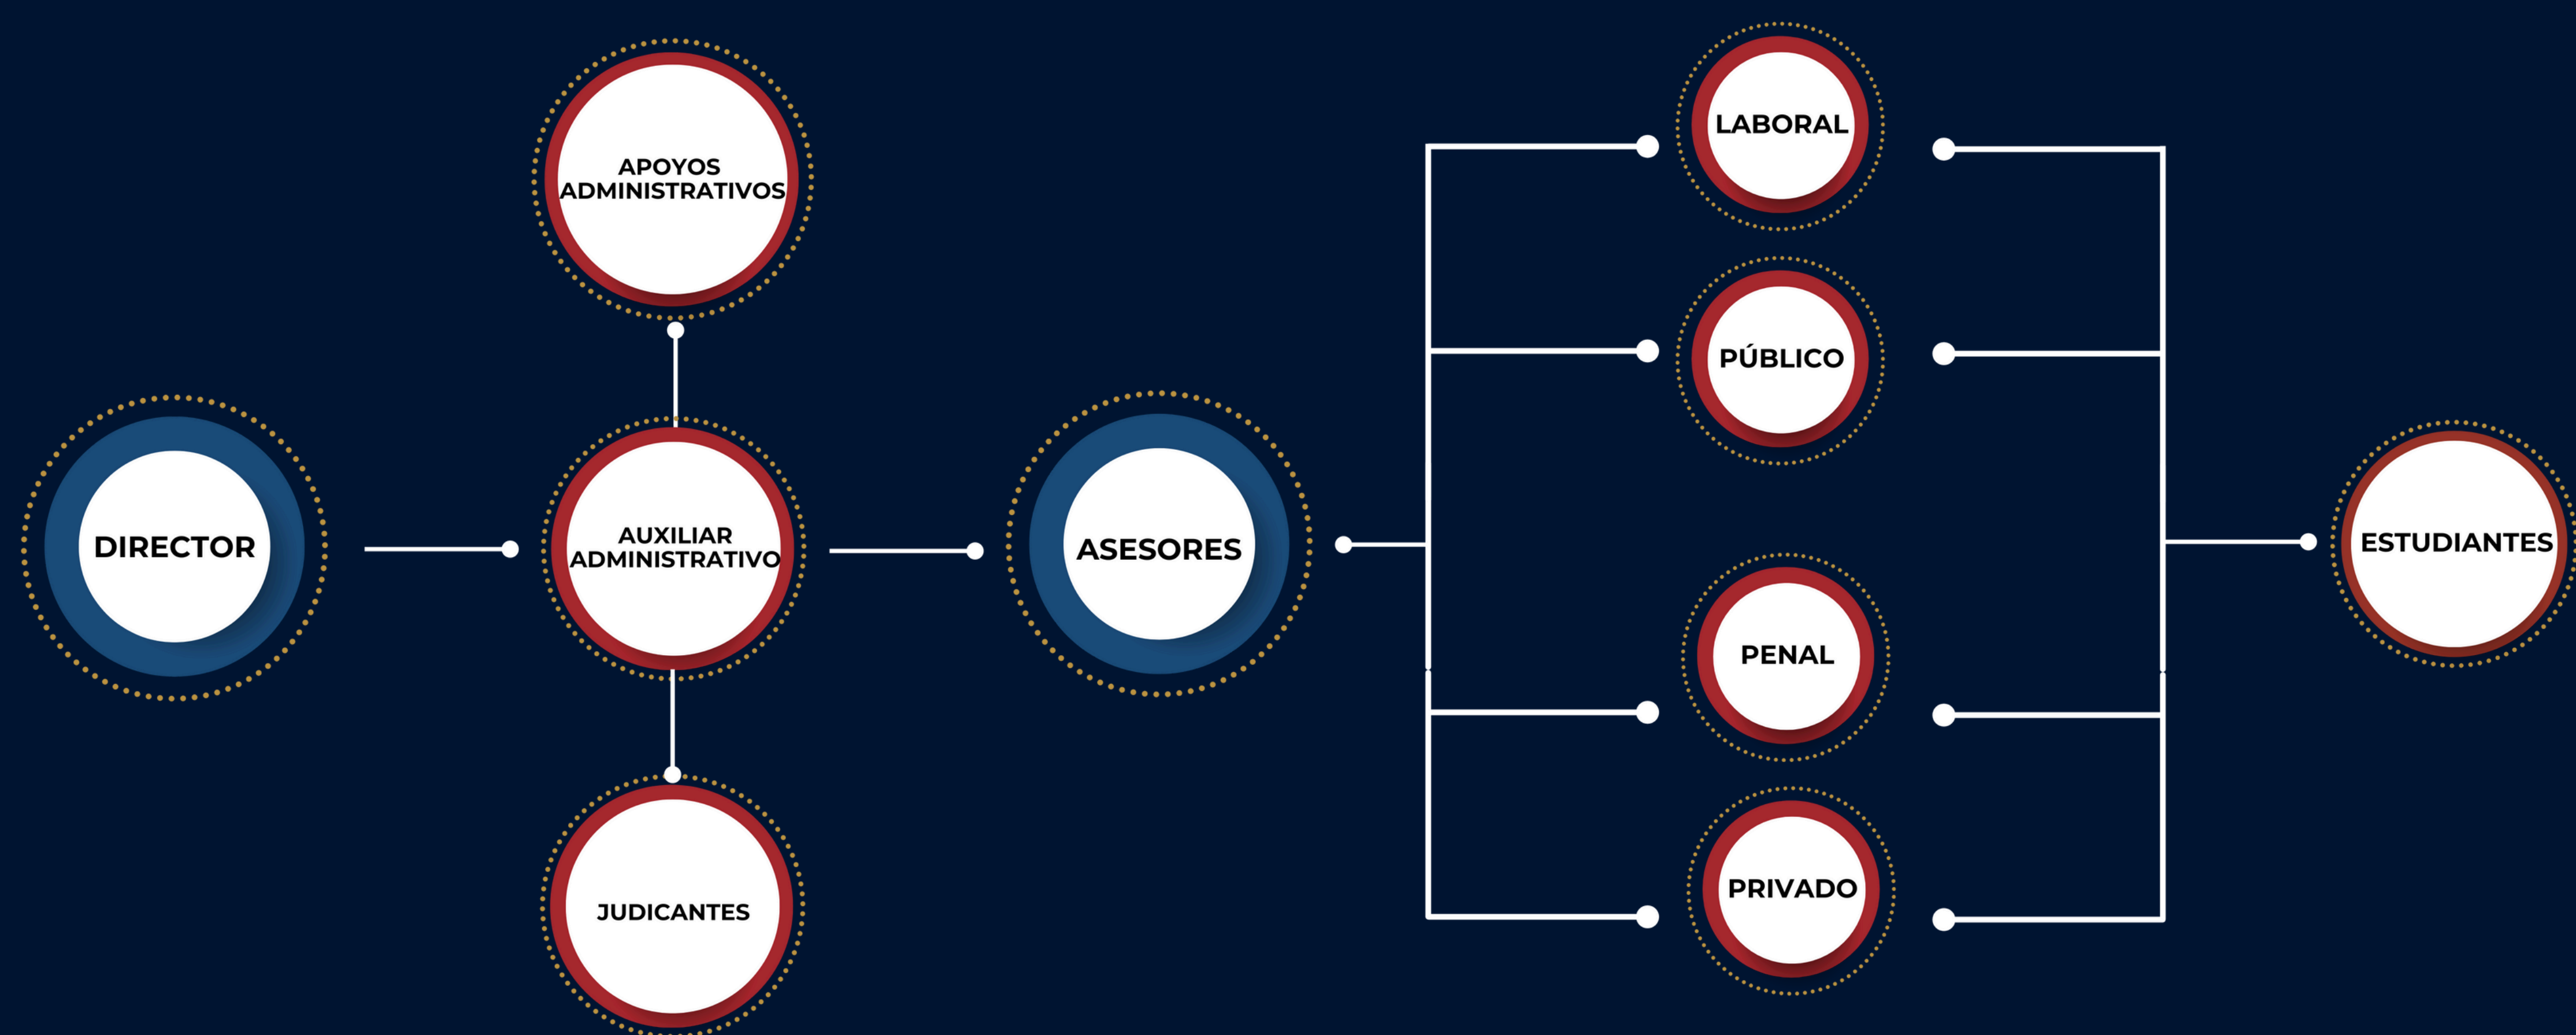 DIRECTOR
APOYOS
ADMINISTRATIVOS
AUXILIAR
ADMINISTRATIVO
JUDICANTES
ASESORES
LABORAL
PÚBLICO
PENAL
PRIVADO
ESTUDIANTES